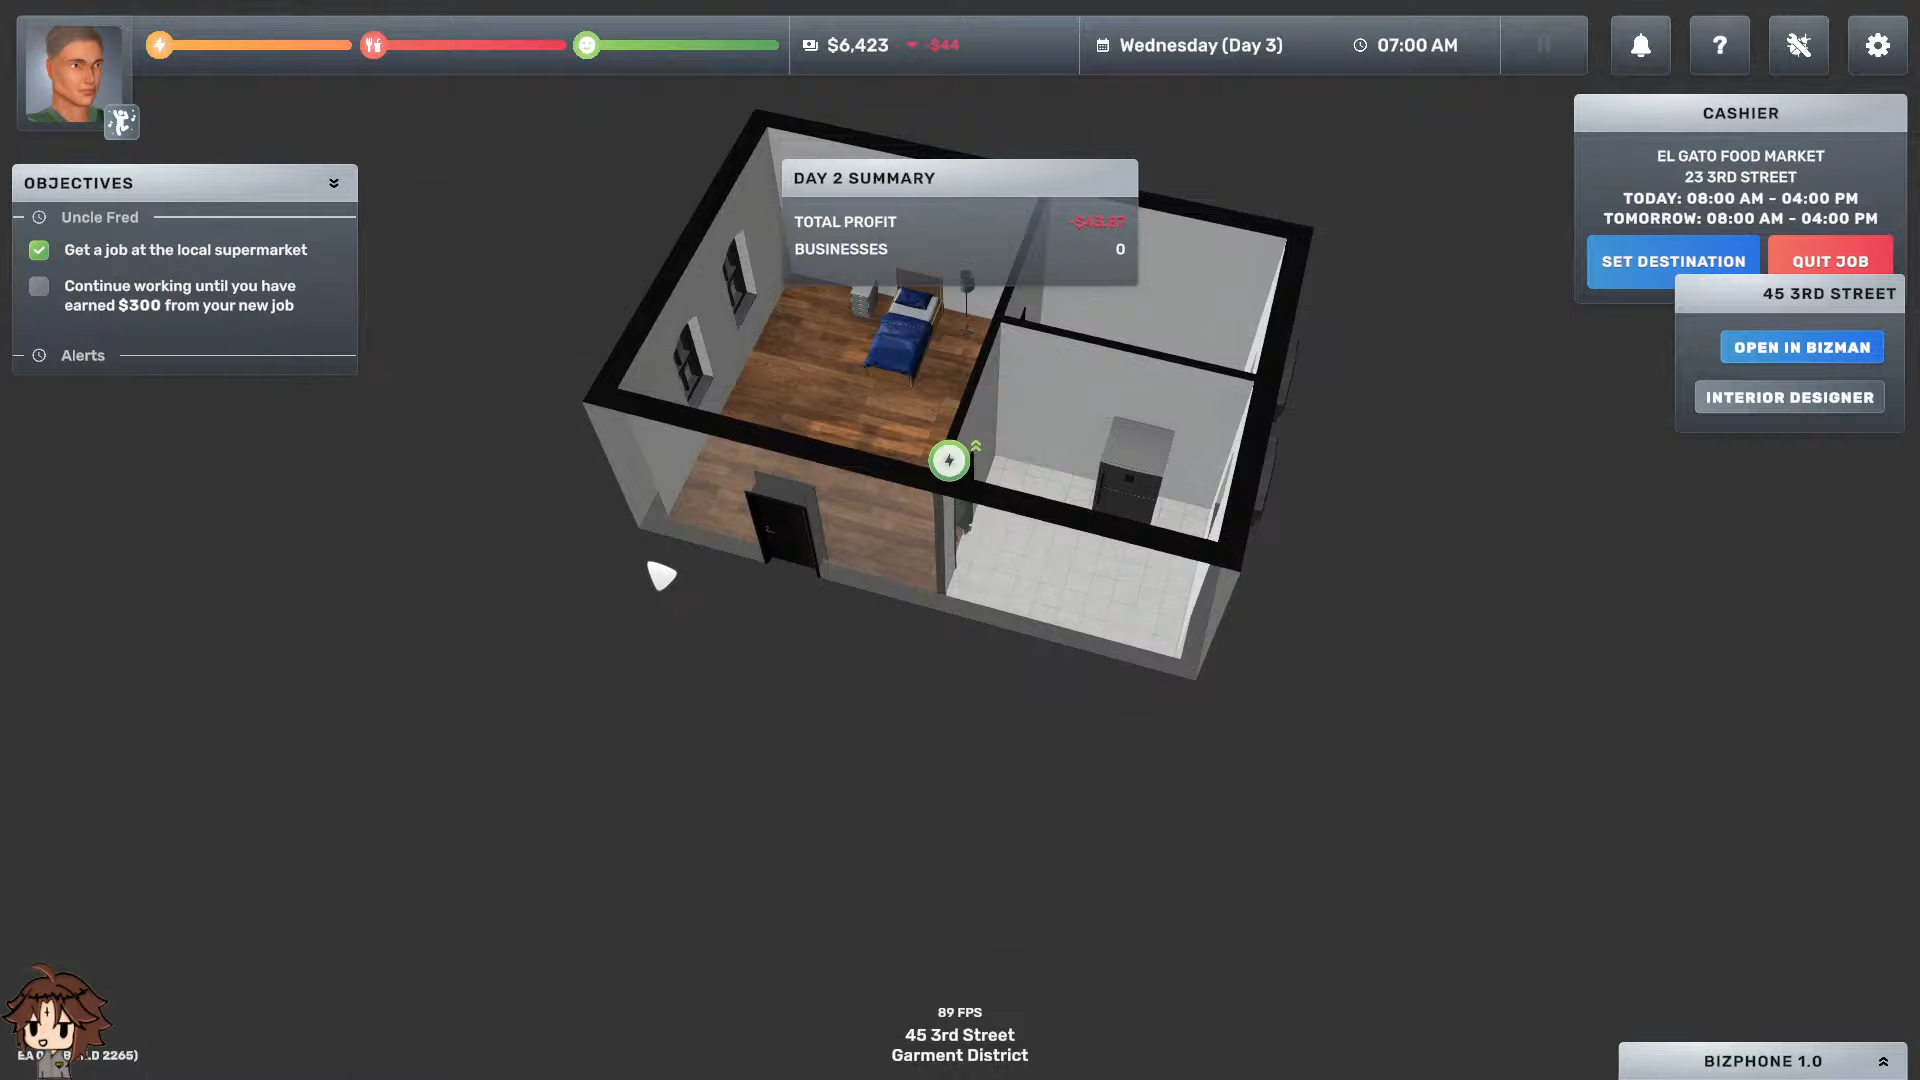 $6,423
-$44
Wednesday (Day 3)
07:00 AM
?
CASHIER
EL GATO FOOD MARKET
23 3RD STREET
TODAY: 08:00 AM - 04:00 PM
TOMORROW: 08:00 AM - 04:00 PM
SET DESTINATION
QUIT JOB
45 3RD STREET
OPEN IN BIZMAN
INTERIOR DESIGNER
OBJECTIVES
Uncle Fred
Get a job at the local supermarket
Continue working until you have
earned $300 from your new job
Alerts
DAY 2 SUMMARY
TOTAL PROFIT
-$43.87
BUSINESSES
0
89 FPS
45 3rd Street
Garment District
2265)
BIZPHONE 1.0